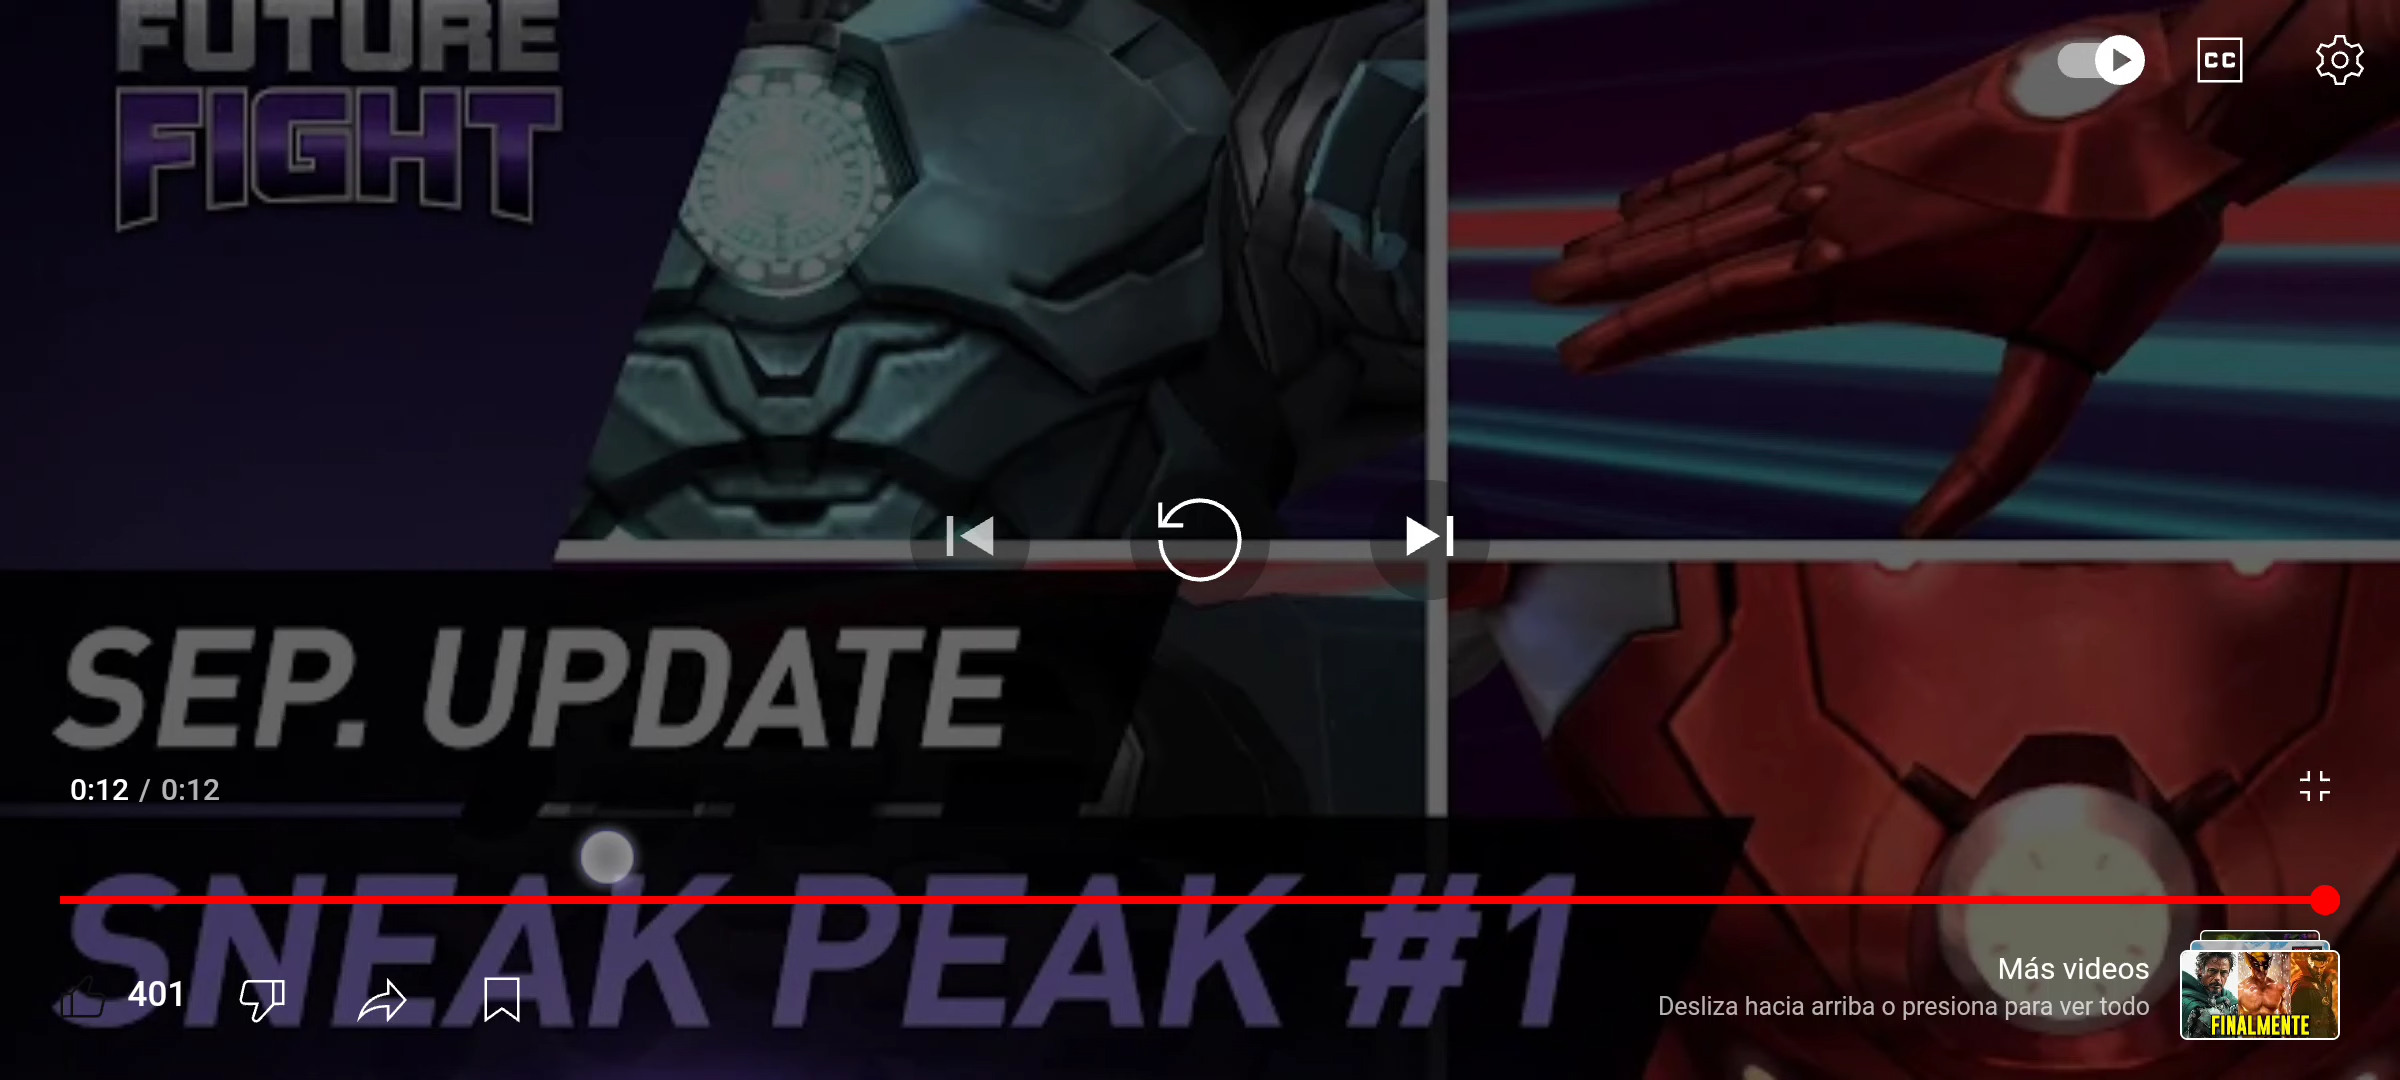 FUTURE
FIGHT
CC
SEP. UPDATE
0:12 / 0:12
SNEAK PEAK #1
401
Más videos
Desliza hacia arriba o presiona para ver todo
FINALMENTE